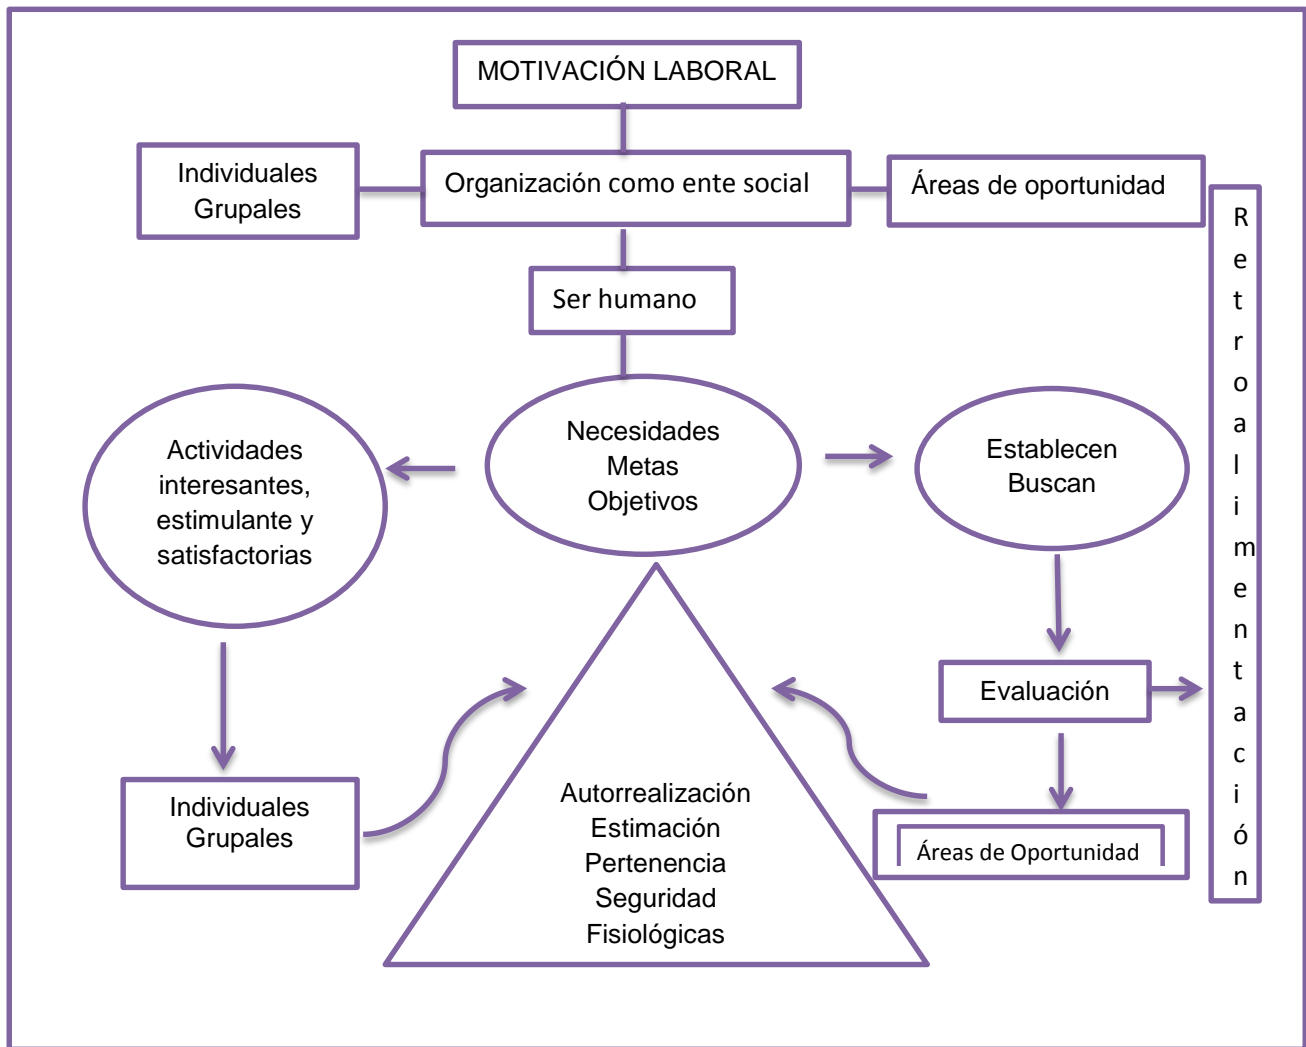 MOTIVACIÓN LABORAL
Individuales
Grupales
Organización como ente social
Áreas de oportunidad
Ser humano
Retroalimentación
Actividades
interesantes,
estimulante y
satisfactorias
Necesidades
Metas
Objetivos
Establecen
Buscan
Evaluación
Individuales
Grupales
Autorrealización
Estimación
Pertenencia
Seguridad
Fisiológicas
Áreas de Oportunidad